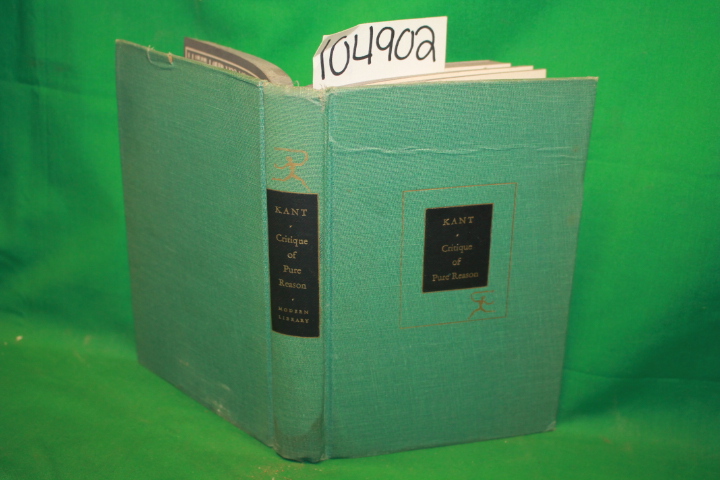 104902
KANT
Critique
of
Pure
Reason
MODERN
LIBRARY
KANT
Critique
of
Pure Reason